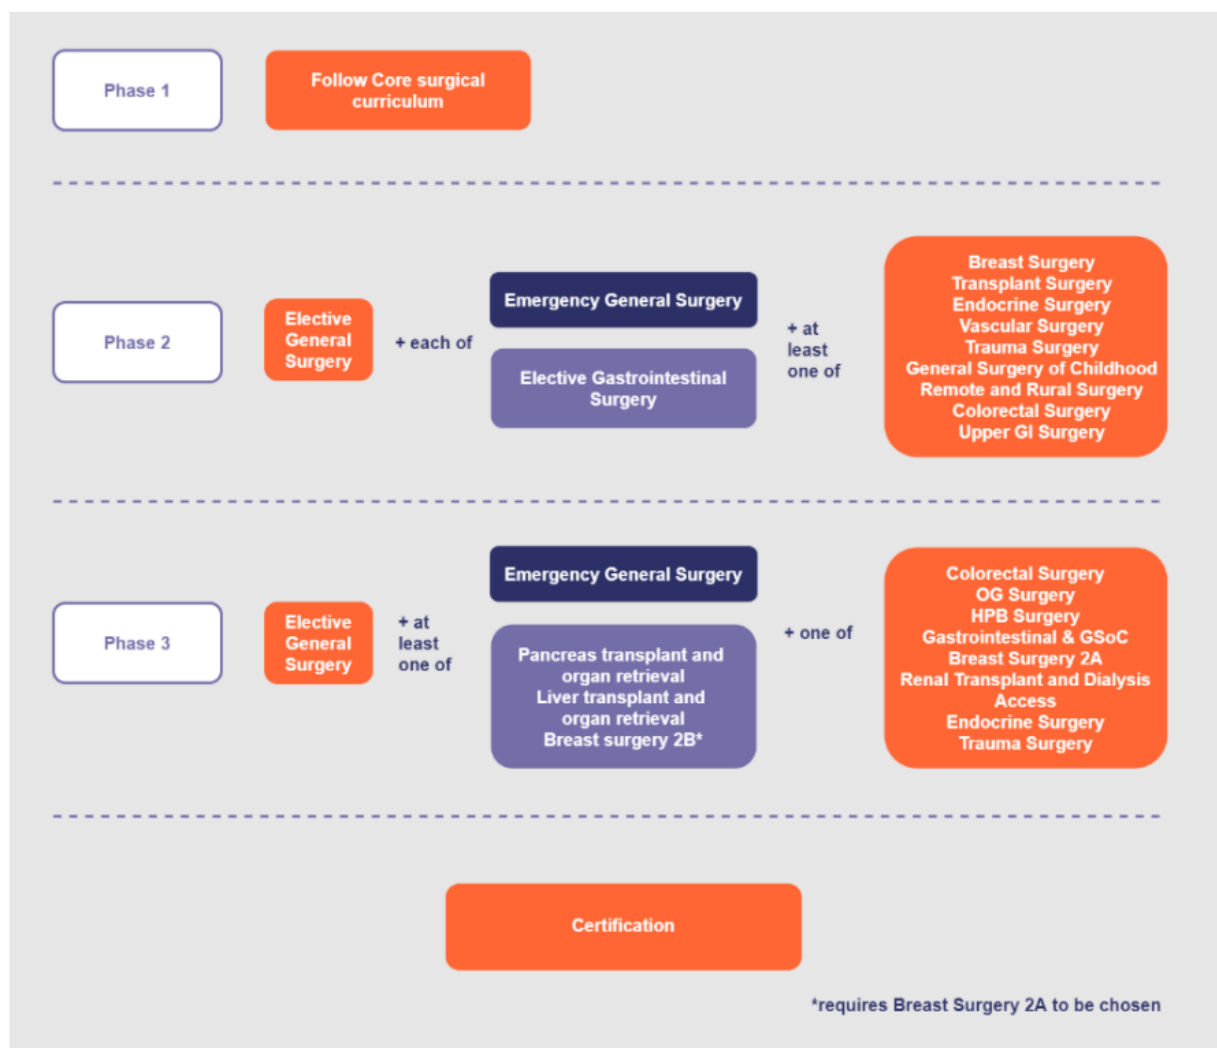 Phase 1
Follow Core surgical
curriculum
Phase 2
Elective
General
Surgery
+ each of
Emergency General Surgery
Elective Gastrointestinal
Surgery
+ at
least
one of
Breast Surgery
Transplant Surgery
Endocrine Surgery
Vascular Surgery
Trauma Surgery
General Surgery of Childhood
Remote and Rural Surgery
Colorectal Surgery
Upper GI Surgery
Phase 3
Elective
General
Surgery
+ at
least
one of
Emergency General Surgery
Pancreas transplant and
organ retrieval
Liver transplant and
organ retrieval
Breast surgery 2B*
+ one of
Colorectal Surgery
OG Surgery
HPB Surgery
Gastrointestinal & GSoC
Breast Surgery 2A
Renal Transplant and Dialysis
Access
Endocrine Surgery
Trauma Surgery
Certification
*requires Breast Surgery 2A to be chosen